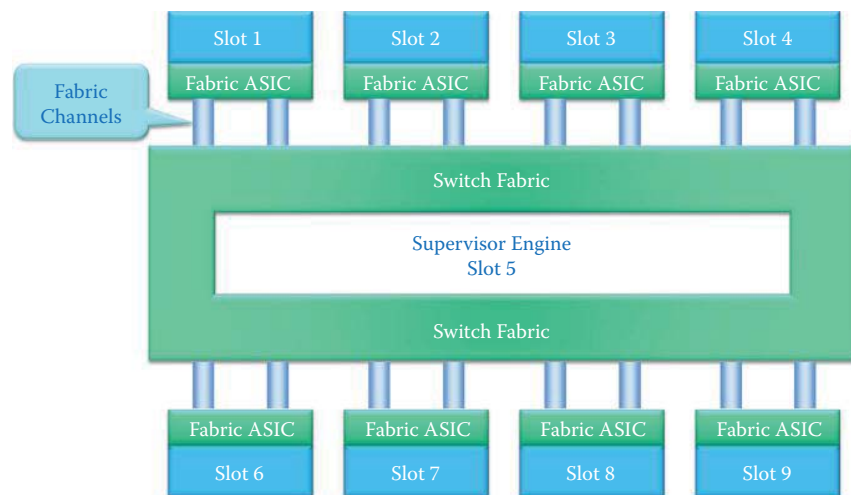 Slot 1
Slot 2
Slot 3
Slot 4
Fabric ASIC
Fabric ASIC
Fabric ASIC
Fabric ASIC
Fabric
Channels
Switch Fabric
Supervisor Engine
Slot 5
Switch Fabric
Fabric ASIC
Fabric ASIC
Fabric ASIC
Fabric ASIC
Slot 6
Slot 7
Slot 8
Slot 9